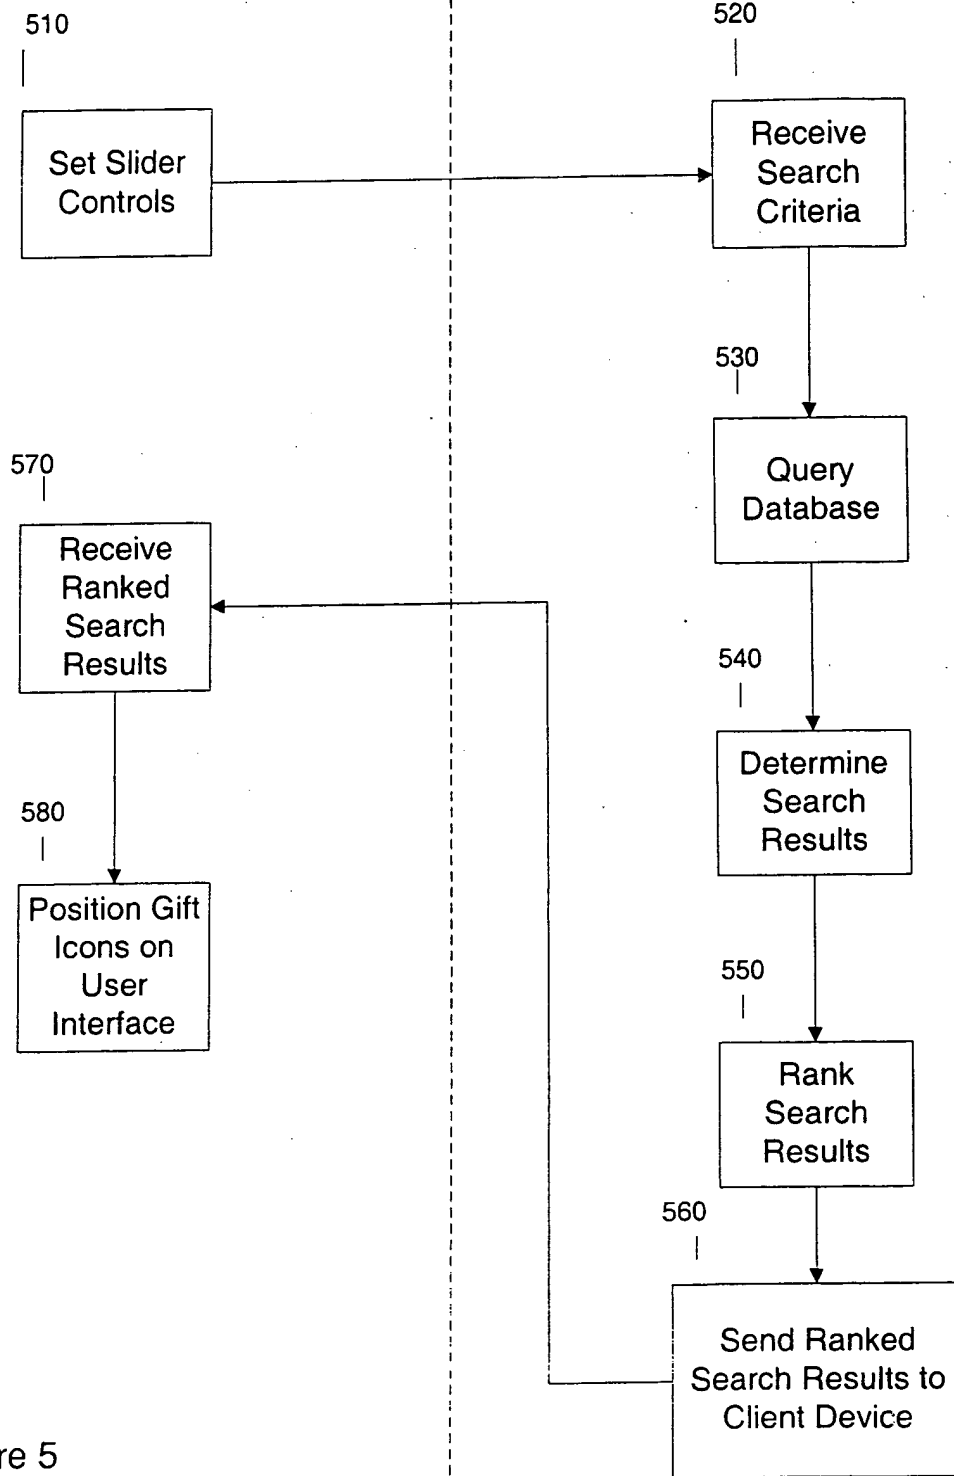 510
520
Set Slider
Controls
Receive
Search
Criteria
530
Query
Database
570
Receive
Ranked
Search
Results
540
Determine
Search
Results
580
Position Gift
Icons on
User
Interface
550
Rank
Search
Results
560
Send Ranked
Search Results to
Client Device
re 5